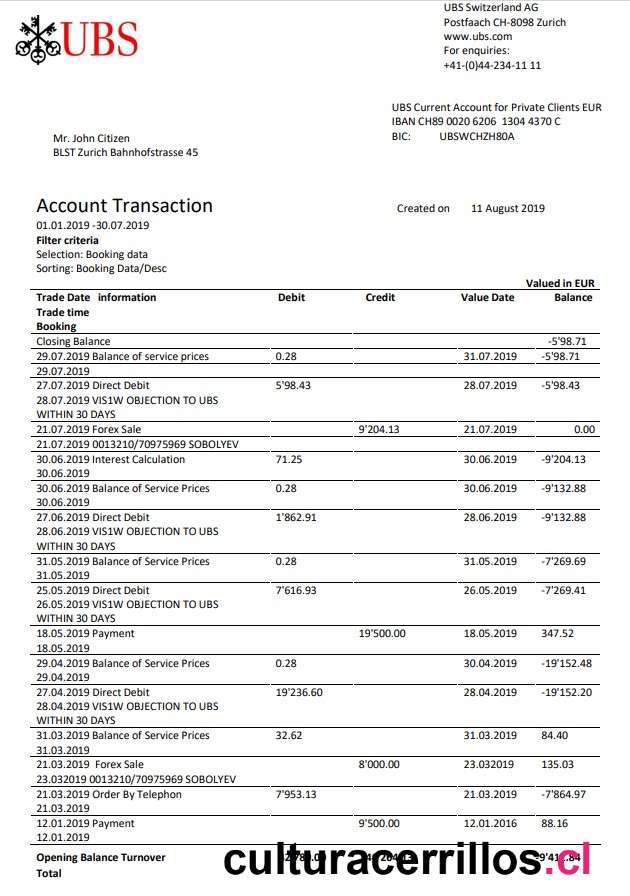 UBS
UBS Switzerland AG
Postfaach CH-8098 Zurich
www.ubs.com
For enquiries:
+41-(0)44-234-11 11
UBS Current Account for Private Clients EUR
IBAN CH89 0020 6206 1304 4370 C
BIC: UBSWCHZH80A
Mr. John Citizen
BLST Zurich Bahnhofstrasse 45
Account Transaction
Created on 11 August 2019
01.01.2019 -30.07.2019
Filter criteria
Selection: Booking data
Sorting: Booking Data/Desc
Valued in EUR
Trade Date information Debit Credit Value Date Balance
Trade time
Booking
Closing Balance -5'98.71
29.07.2019 Balance of service prices 0.28 31.07.2019 -5'98.71
29.07.2019
27.07.2019 Direct Debit 5'98.43 28.07.2019 -5'98.43
28.07.2019 VIS1W OBJECTION TO UBS
WITHIN 30 DAYS
21.07.2019 Forex Sale 9'204.13 21.07.2019 0.00
21.07.2019 0013210/70975969 SOBOLYEV
30.06.2019 Interest Calculation 71.25 30.06.2019 -9'204.13
30.06.2019
30.06.2019 Balance of Service Prices 0.28 30.06.2019 -9'132.88
30.06.2019
27.06.2019 Direct Debit 1'862.91 28.06.2019 -9'132.88
28.06.2019 VIS1W OBJECTION TO UBS
WITHIN 30 DAYS
31.05.2019 Balance of Service Prices 0.28 31.05.2019 -7'269.69
31.05.2019
25.05.2019 Direct Debit 7'616.93 26.05.2019 -7'269.41
26.05.2019 VIS1W OBJECTION TO UBS
WITHIN 30 DAYS
18.05.2019 Payment 19'500.00 18.05.2019 347.52
18.05.2019
29.04.2019 Balance of Service Prices 0.28 30.04.2019 -19'152.48
29.04.2019
27.04.2019 Direct Debit 19'236.60 28.04.2019 -19'152.20
28.04.2019 VIS1W OBJECTION TO UBS
WITHIN 30 DAYS
31.03.2019 Balance of Service Prices 32.62 31.03.2019 84.40
31.03.2019
21.03.2019 Forex Sale 8'000.00 23.032019 135.03
23.032019 0013210/70975969 SOBOLYEV
21.03.2019 Order By Telephon 7'953.13 21.03.2019 -7'864.97
21.03.2019
12.01.2019 Payment 9'500.00 12.01.2016 88.16
12.01.2019
Opening Balance Turnover
Total
culturacerrillos.cl